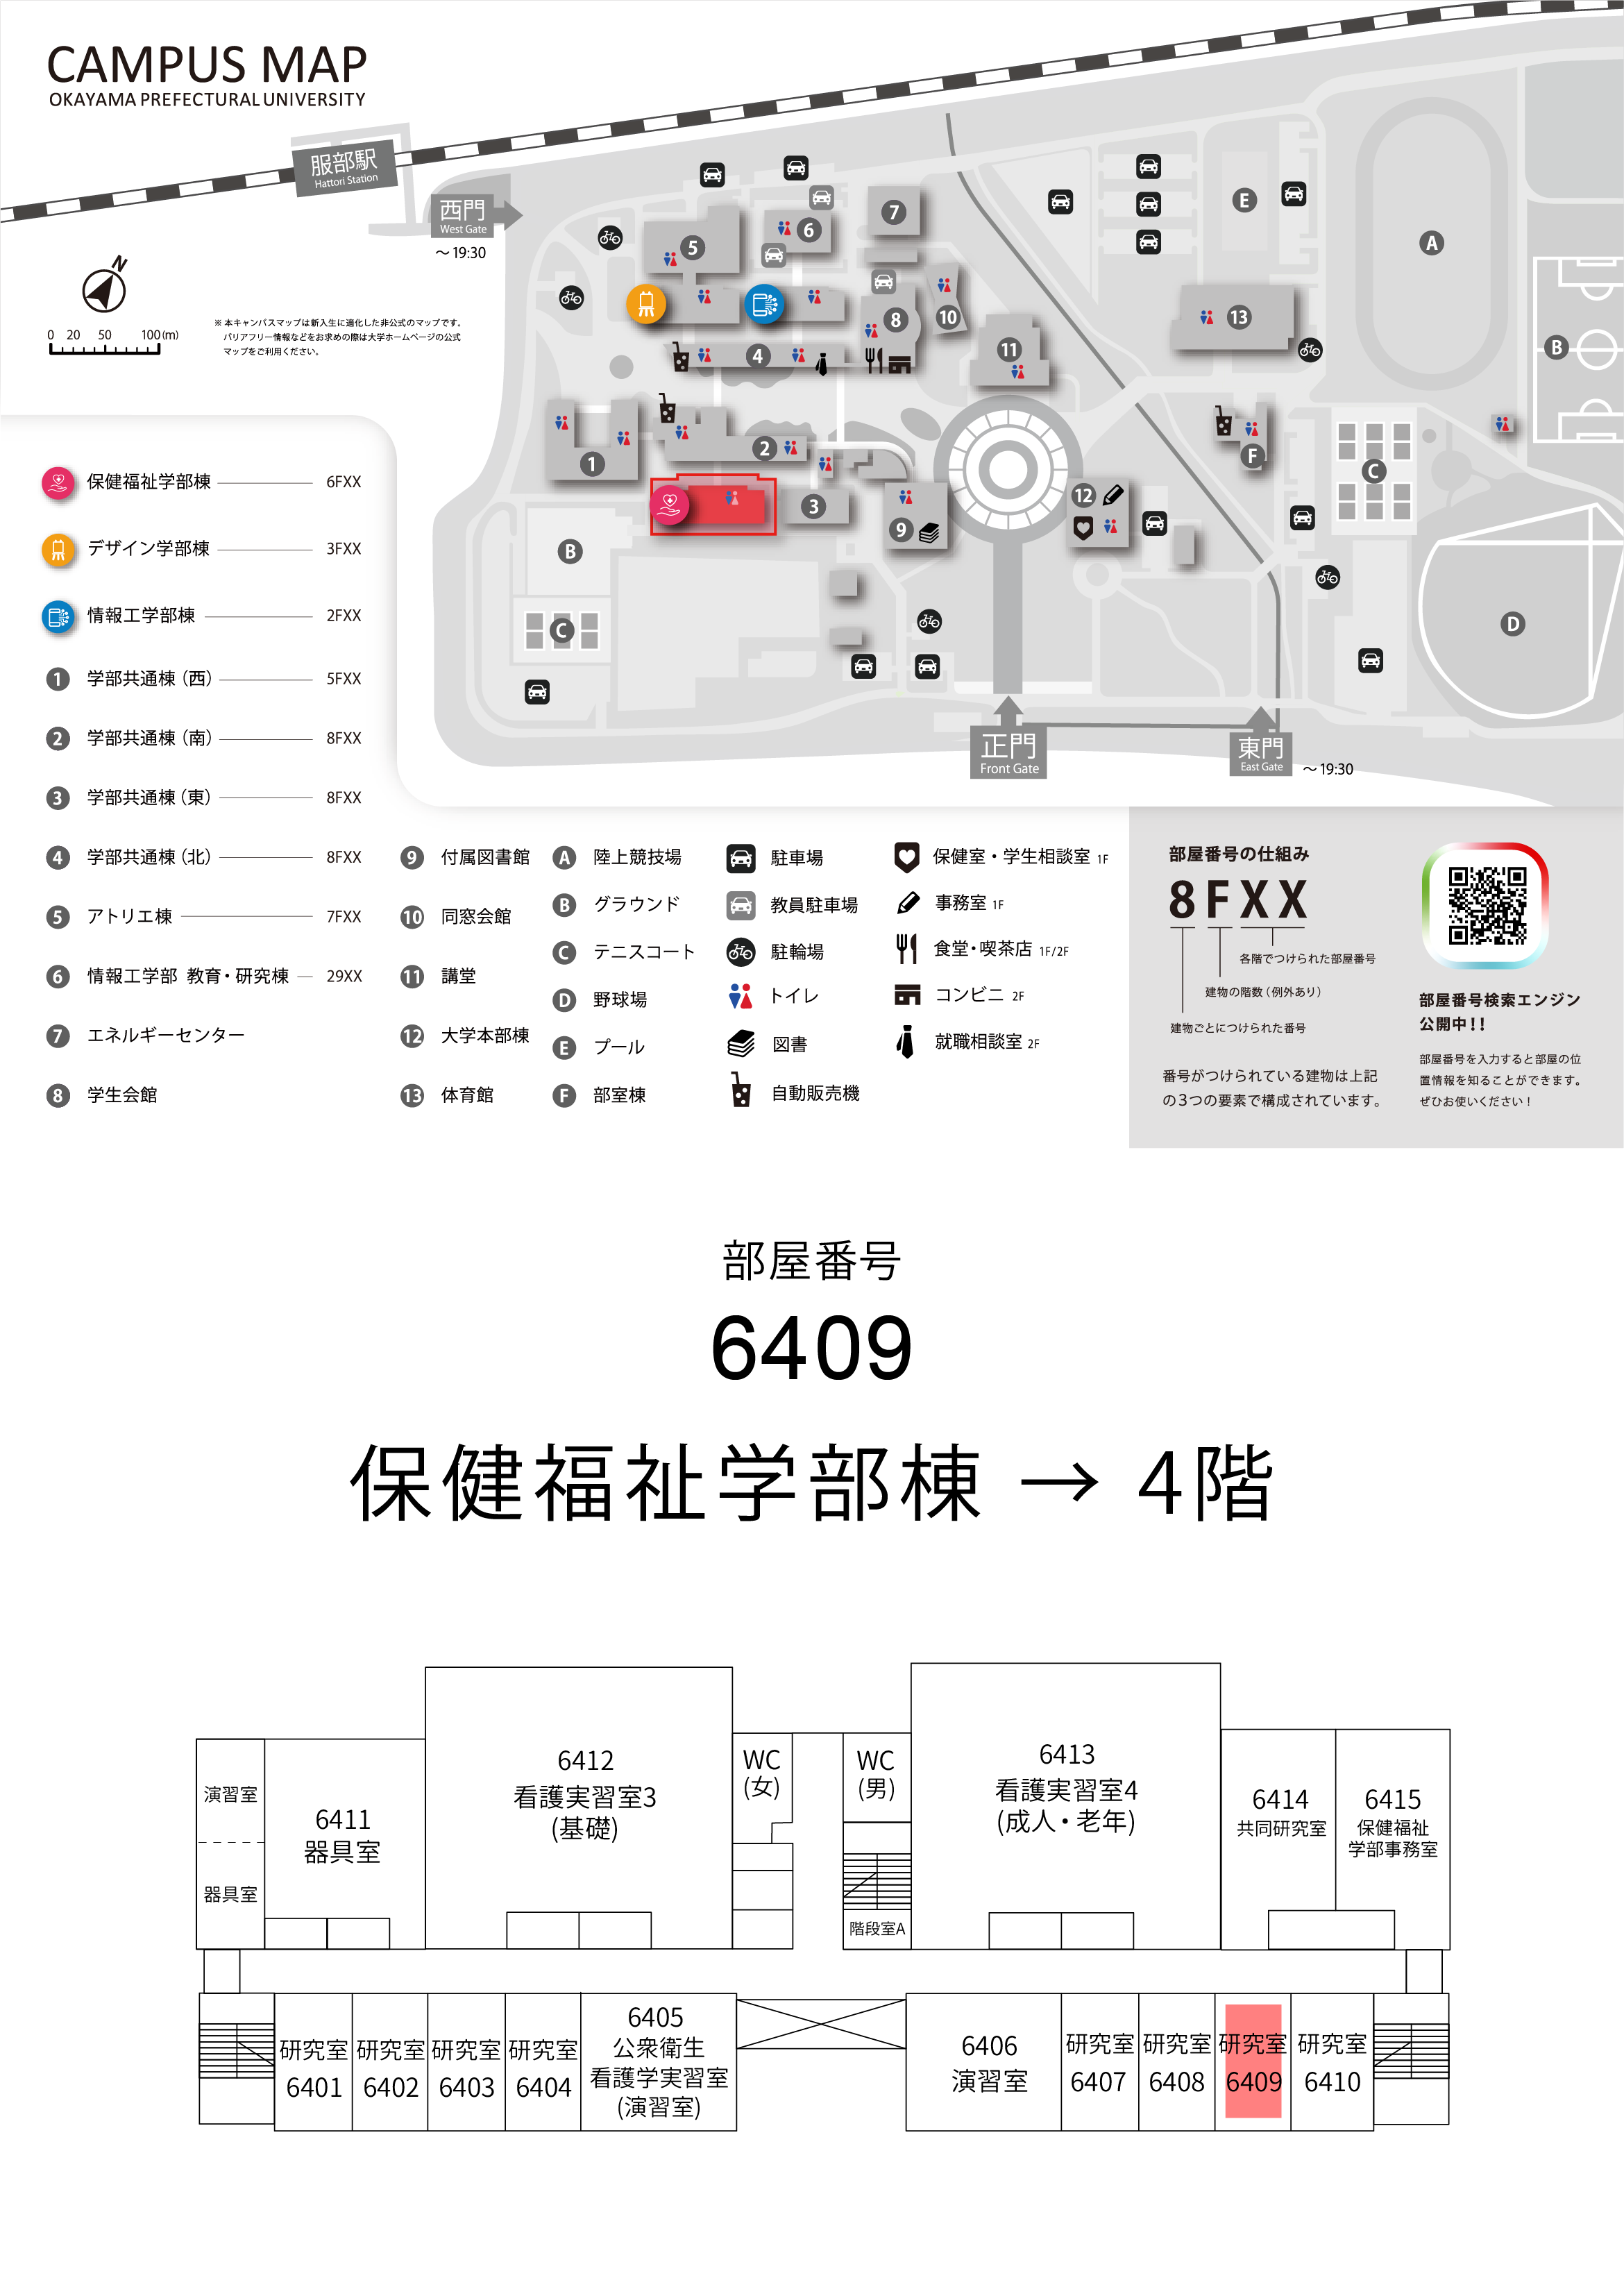 CAMPUS MAP
OKAYAMA PREFECTURAL UNIVERSITY
服部駅
Hattori Station
西門
West Gate
～19:30
N
0 20 50 100(m)
※ 本キャンパスマップは新入生に適化した非公式のマップです。
バリアフリー情報などをお求めの際は大学ホームページの公式
マップをご利用ください。
5
6
7
8
10
4
11
13
E
A
B
1
2
3
9
12
F
C
B
C
D
正門
Front Gate
東門
East Gate
～19:30
保健福祉学部棟 6FXX
デザイン学部棟 3FXX
情報工学部棟 2FXX
1 学部共通棟（西） 5FXX
2 学部共通棟（南） 8FXX
3 学部共通棟（東） 8FXX
4 学部共通棟（北） 8FXX
5 アトリエ棟 7FXX
6 情報工学部 教育・研究棟 29XX
7 エネルギーセンター
8 学生会館
9 付属図書館
10 同窓会館
11 講堂
12 大学本部棟
13 体育館
A 陸上競技場
B グラウンド
C テニスコート
D 野球場
E プール
F 部室棟
駐車場
教員駐車場
駐輪場
トイレ
図書
自動販売機
保健室・学生相談室 1F
事務室 1F
食堂・喫茶店 1F/2F
コンビニ 2F
就職相談室 2F
部屋番号の仕組み
8FXX
各階でつけられた部屋番号
建物の階数（例外あり）
建物ごとにつけられた番号
番号がつけられている建物は上記
の３つの要素で構成されています。
部屋番号検索エンジン
公開中！！
部屋番号を入力すると部屋の位
置情報を知ることができます。
ぜひお使いください！
部屋番号
6409
保健福祉学部棟 → 4階
演習室
器具室
6411
器具室
6412
看護実習室3
(基礎)
WC
(女)
WC
(男)
階段室A
6413
看護実習室4
(成人・老年)
6414
共同研究室
6415
保健福祉
学部事務室
研究室
6401
研究室
6402
研究室
6403
研究室
6404
6405
公衆衛生
看護学実習室
(演習室)
6406
演習室
研究室
6407
研究室
6408
研究室
6409
研究室
6410